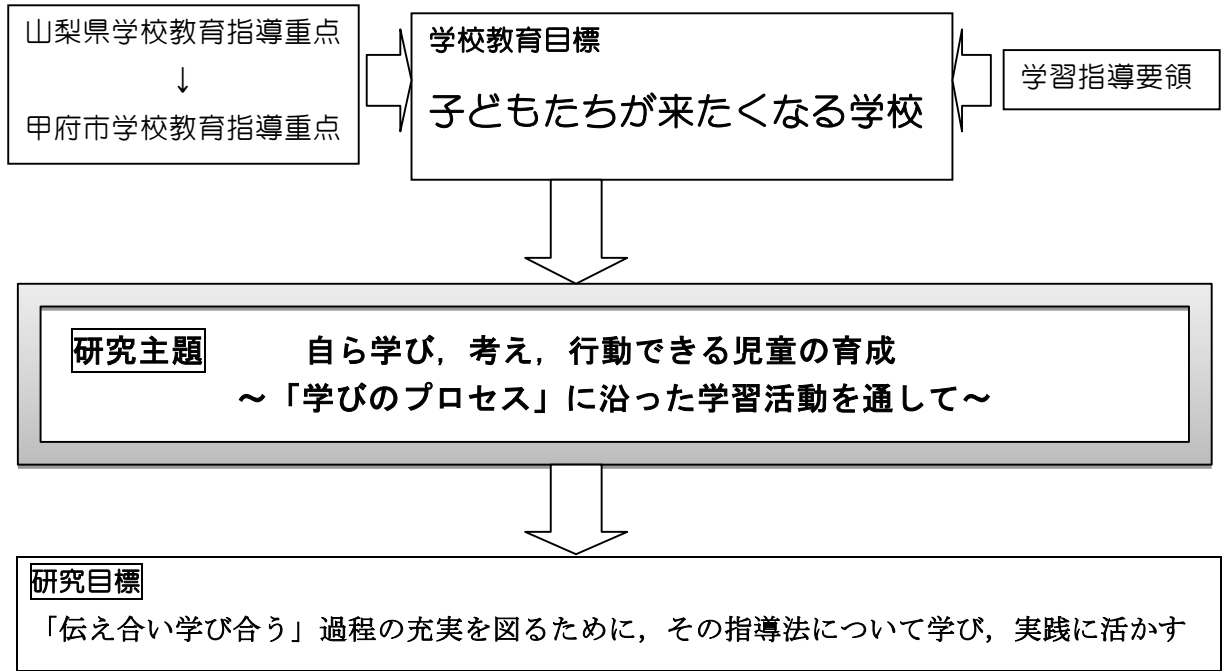 山梨県学校教育指導重点
↓
甲府市学校教育指導重点
学校教育目標
子どもたちが来たくなる学校
学習指導要領
研究主題　自ら学び，考え，行動できる児童の育成
～「学びのプロセス」に沿った学習活動を通して～
研究目標
「伝え合い学び合う」過程の充実を図るために，その指導法について学び，実践に活かす